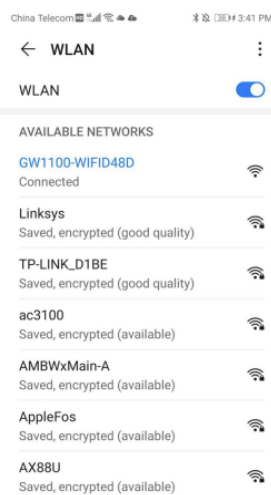 China Telecom HD 3:41 PM
WLAN
WLAN
AVAILABLE NETWORKS
GW1100-WIFID48D
Connected
Linksys
Saved, encrypted (good quality)
TP-LINK_D1BE
Saved, encrypted (good quality)
ac3100
Saved, encrypted (available)
AMBWxMain-A
Saved, encrypted (available)
AppleFos
Saved, encrypted (available)
AX88U
Saved, encrypted (available)